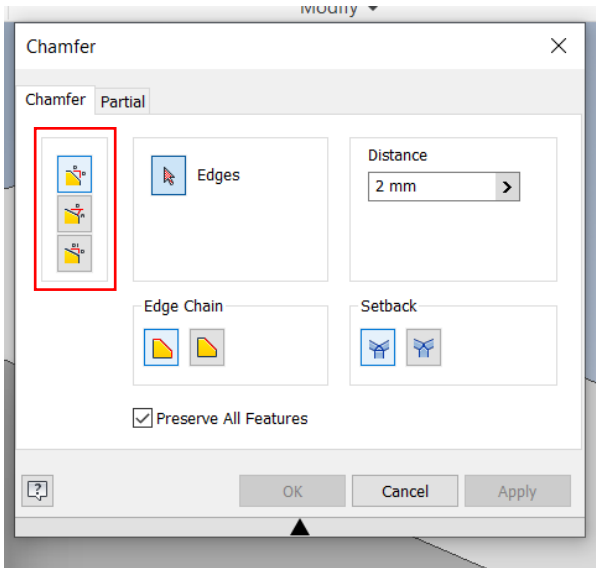 Modify
Chamfer
Chamfer Partial
Edges
Distance
2 mm
Edge Chain
Setback
Preserve All Features
?
OK Cancel Apply